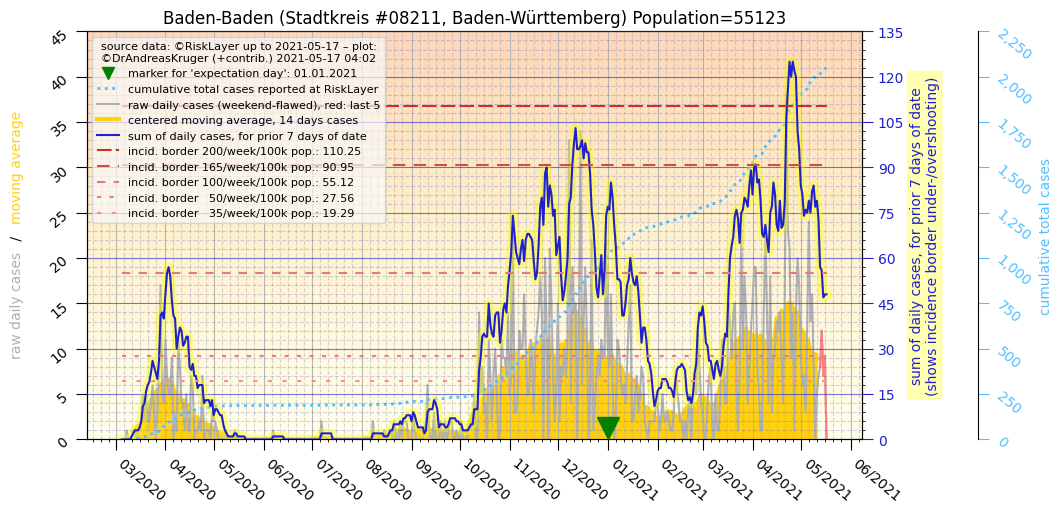 Baden-Baden (Stadtkreis #08211, Baden-Württemberg) Population=55123
source data: ©RiskLayer up to 2021-05-17 – plot:
©DrAndreasKruger (+contrib.) 2021-05-17 04:02
marker for 'expectation day': 01.01.2021
cumulative total cases reported at RiskLayer
raw daily cases (weekend-flawed), red: last 5
centered moving average, 14 days cases
sum of daily cases, for prior 7 days of date
incid. border 200/week/100k pop.: 110.25
incid. border 165/week/100k pop.: 90.95
incid. border 100/week/100k pop.: 55.12
incid. border 50/week/100k pop.: 27.56
incid. border 35/week/100k pop.: 19.29
raw daily cases / moving average
45
40
35
30
25
20
15
10
5
0
03/2020
04/2020
05/2020
06/2020
07/2020
08/2020
09/2020
10/2020
11/2020
12/2020
01/2021
02/2021
03/2021
04/2021
05/2021
06/2021
135
120
105
90
75
60
45
30
15
0
sum of daily cases, for prior 7 days of date
(shows incidence border under-/overshooting)
2,250
2,000
1,750
1,500
1,250
1,000
750
500
250
0
cumulative total cases